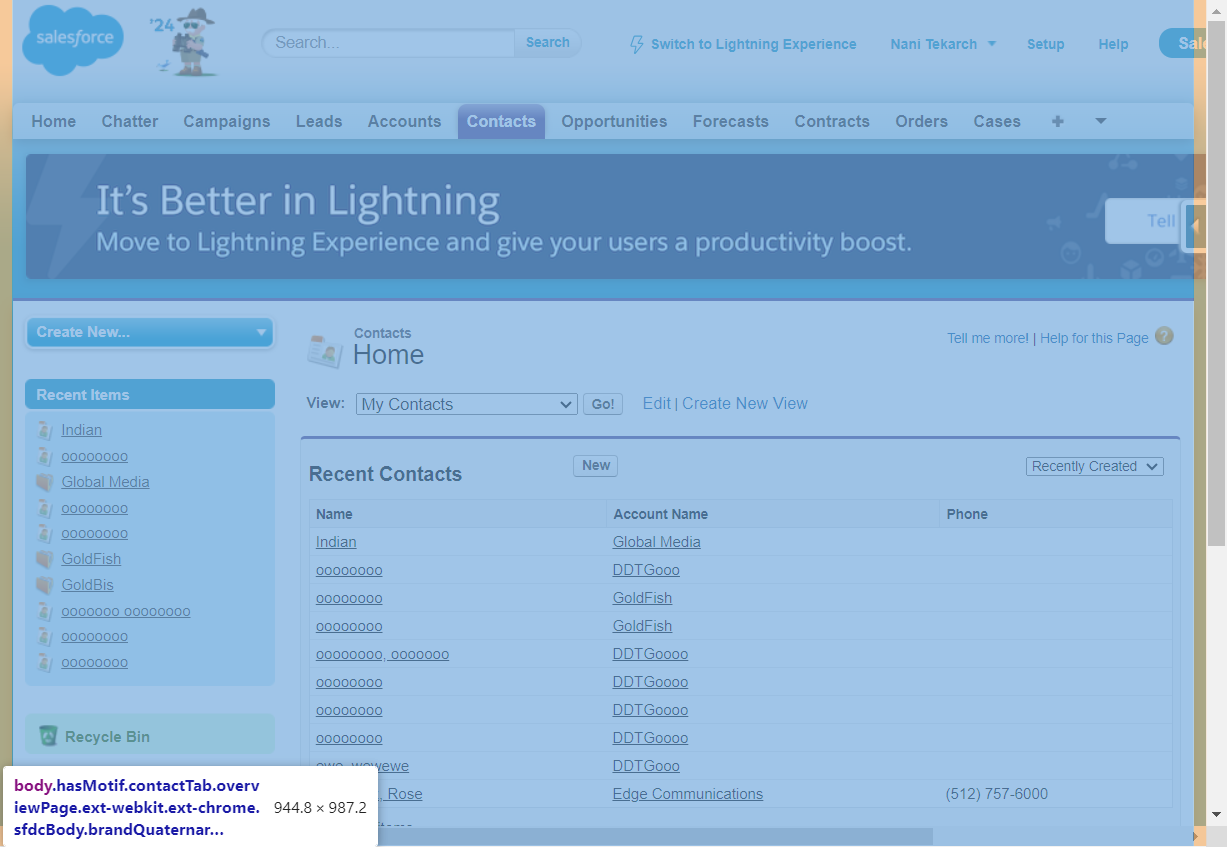 salesforce
'24
Search...
Search
Switch to Lightning Experience
Nani Tekarch
Setup
Help
Home Chatter Campaigns Leads Accounts Contacts Opportunities Forecasts Contracts Orders Cases +
It's Better in Lightning
Move to Lightning Experience and give your users a productivity boost.
Tell
Create New...
Contacts
Home
Tell me more! | Help for this Page ?
View: My Contacts Go! Edit | Create New View
Recent Items
Indian
oooooooo
Global Media
oooooooo
oooooooo
GoldFish
GoldBis
ooooooo oooooooo
oooooooo
oooooooo
Recycle Bin
Recent Contacts New Recently Created
Name Account Name Phone
Indian Global Media
oooooooo DDTGooo
oooooooo GoldFish
oooooooo GoldFish
oooooooo, ooooooo DDTGoooo
oooooooo DDTGoooo
oooooooo DDTGoooo
oooooooo DDTGoooo
DDTGooo
, Rose Edge Communications (512) 757-6000
body.hasMotif.contactTab.overv
iewPage.ext-webkit.ext-chrome.
sfdcBody.brandQuaternar...
944.8 × 987.2